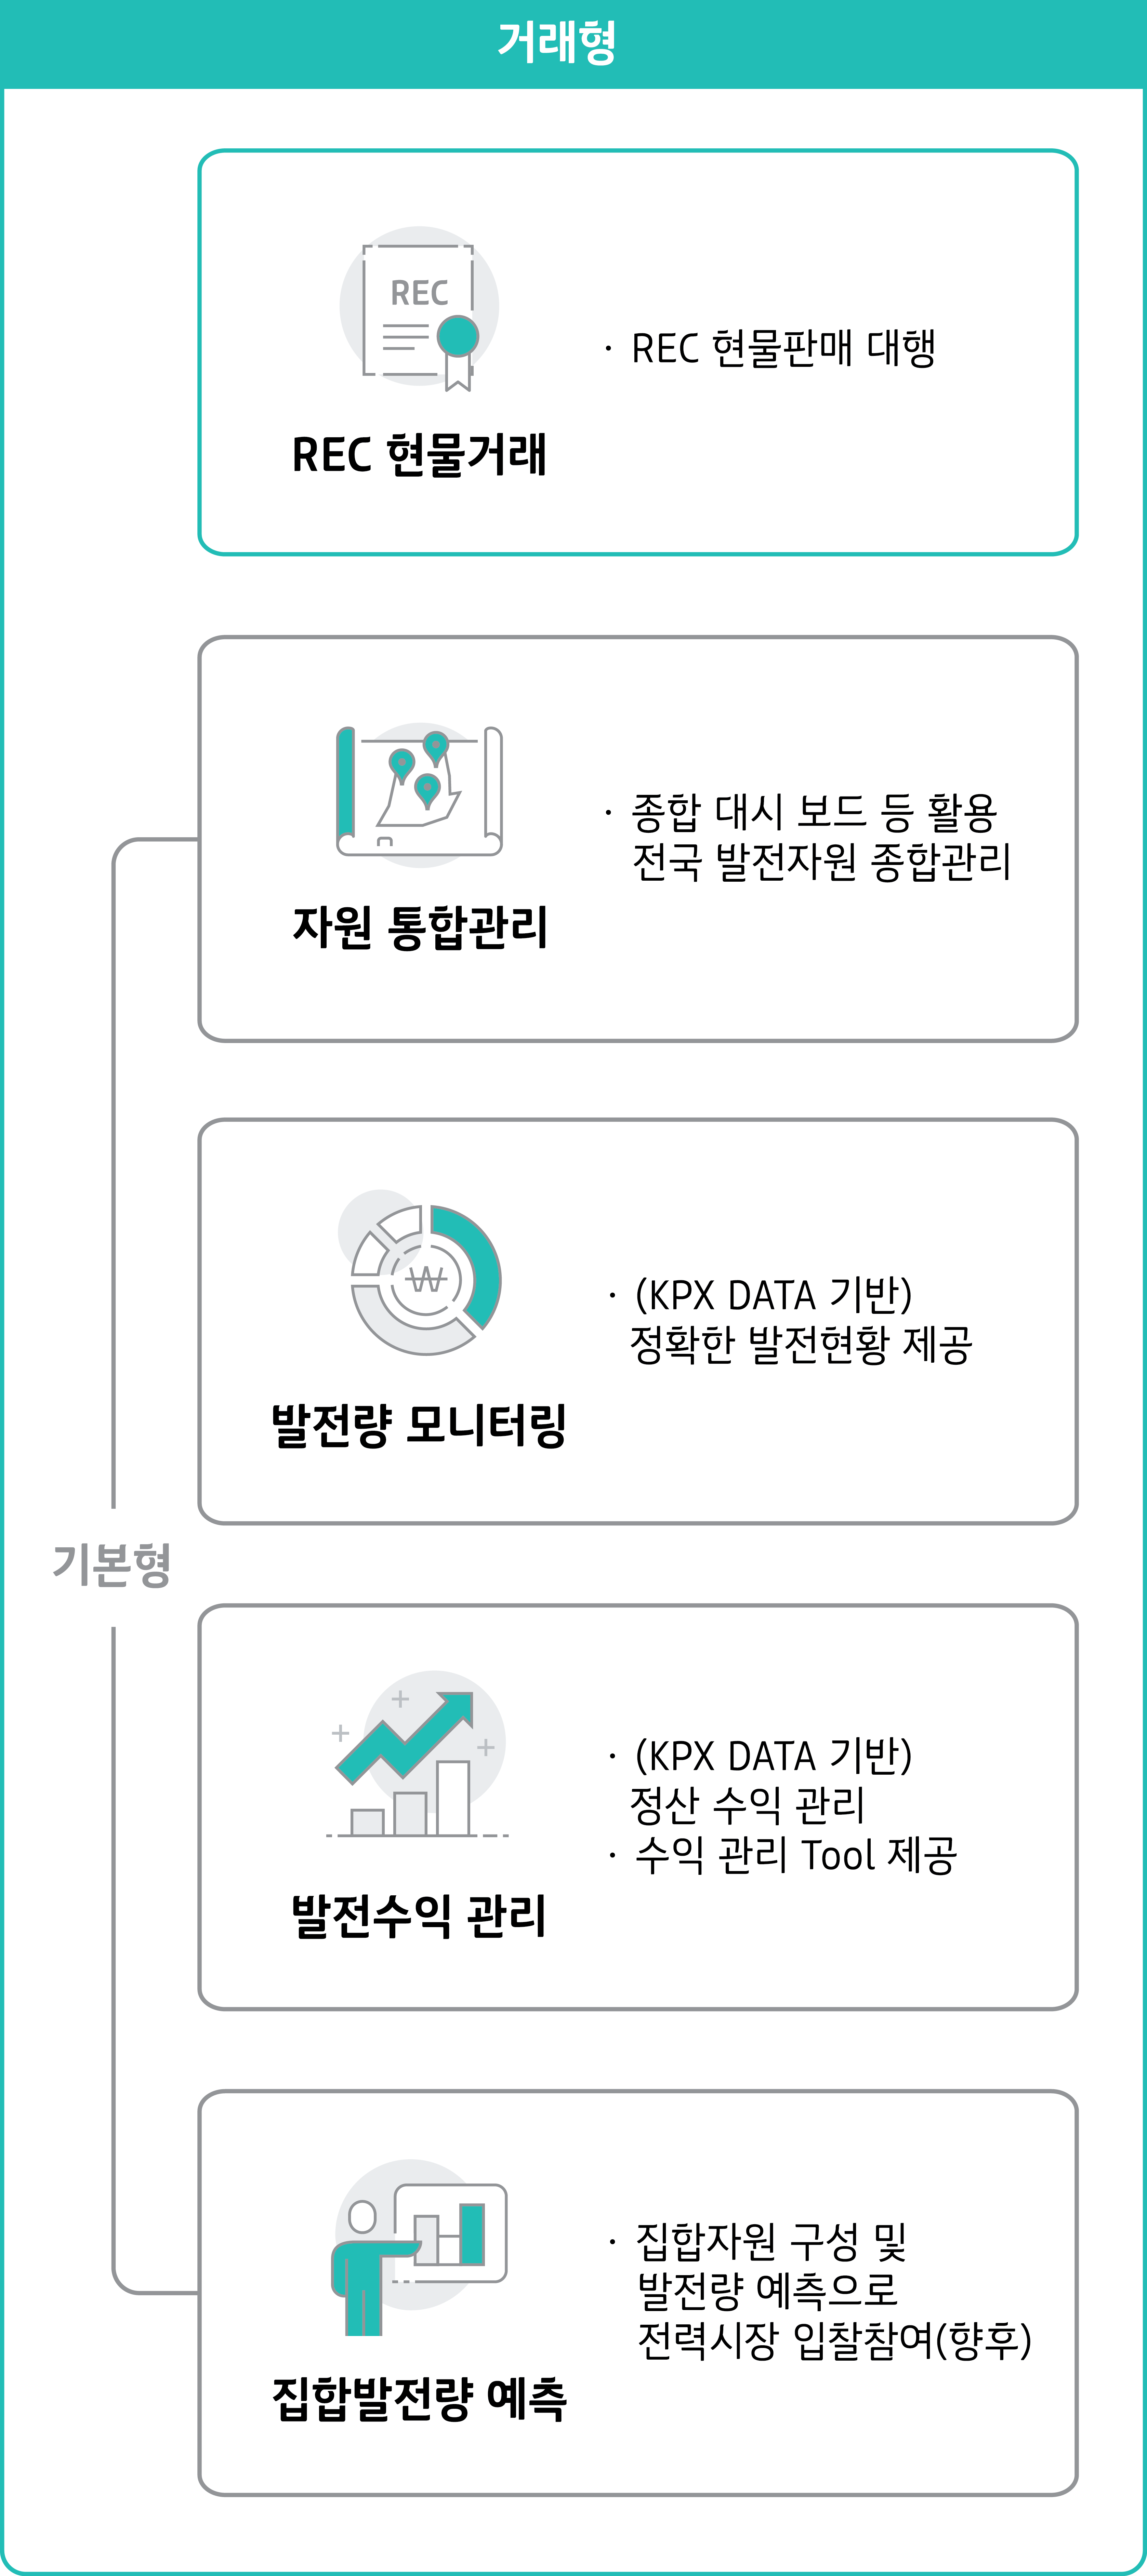 거래형
REC
· REC 현물판매 대행
REC 현물거래
· 종합 대시 보드 등 활용
전국 발전자원 종합관리
자원 통합관리
₩
· (KPX DATA 기반)
정확한 발전현황 제공
발전량 모니터링
기본형
· (KPX DATA 기반)
정산 수익 관리
· 수익 관리 Tool 제공
발전수익 관리
· 집합자원 구성 및
발전량 예측으로
전력시장 입찰참여(향후)
집합발전량 예측